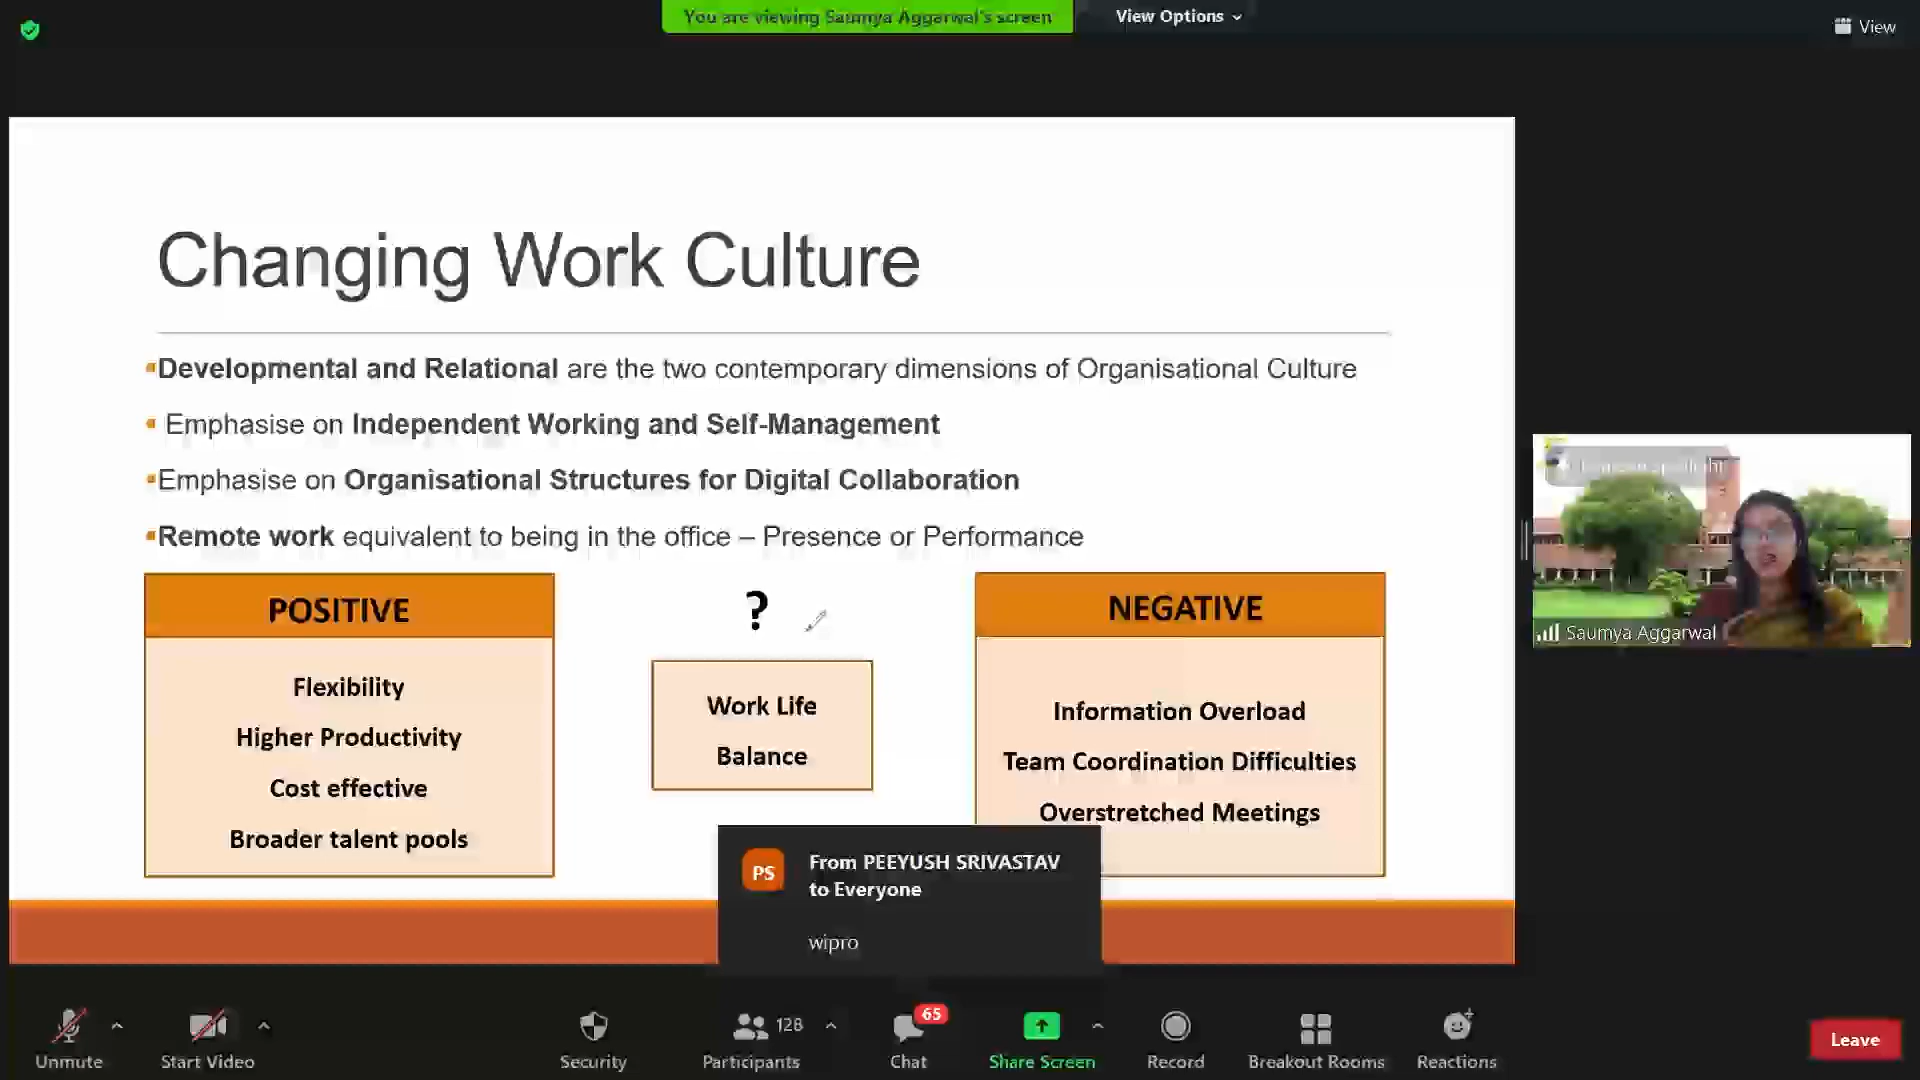 You are viewing Saumya Aggarwal's screen
View Options
View
Changing Work Culture
Developmental and Relational are the two contemporary dimensions of Organisational Culture
Emphasise on Independent Working and Self-Management
Emphasise on Organisational Structures for Digital Collaboration
Remote work equivalent to being in the office – Presence or Performance
POSITIVE
Flexibility
Higher Productivity
Cost effective
Broader talent pools
?
Work Life
Balance
NEGATIVE
Information Overload
Team Coordination Difficulties
Overstretched Meetings
Saumya Aggarwal
PS
From PEEYUSH SRIVASTAV
to Everyone
wipro
Unmute
Start Video
Security
128
Participants
65
Chat
Share Screen
Record
Breakout Rooms
Reactions
Leave